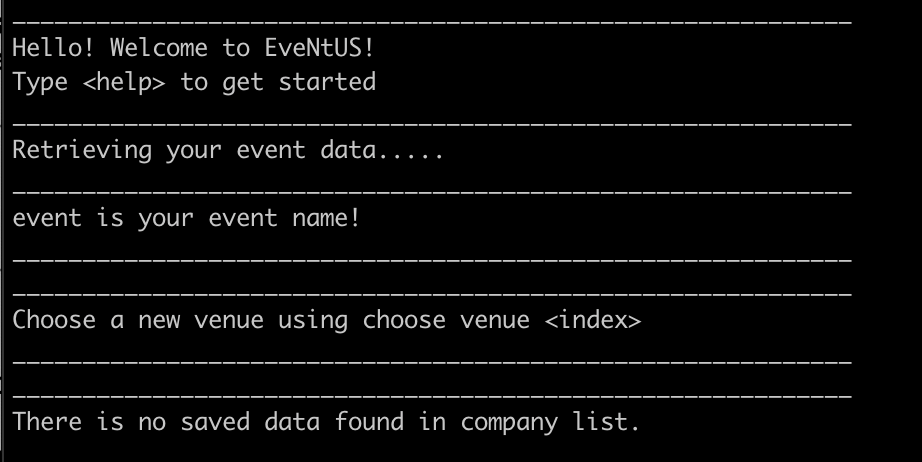 ____________________________________________________________
Hello! Welcome to EveNtUS!
Type <help> to get started
____________________________________________________________
Retrieving your event data.....
____________________________________________________________
event is your event name!
____________________________________________________________
____________________________________________________________
Choose a new venue using choose venue <index>
____________________________________________________________
____________________________________________________________
There is no saved data found in company list.